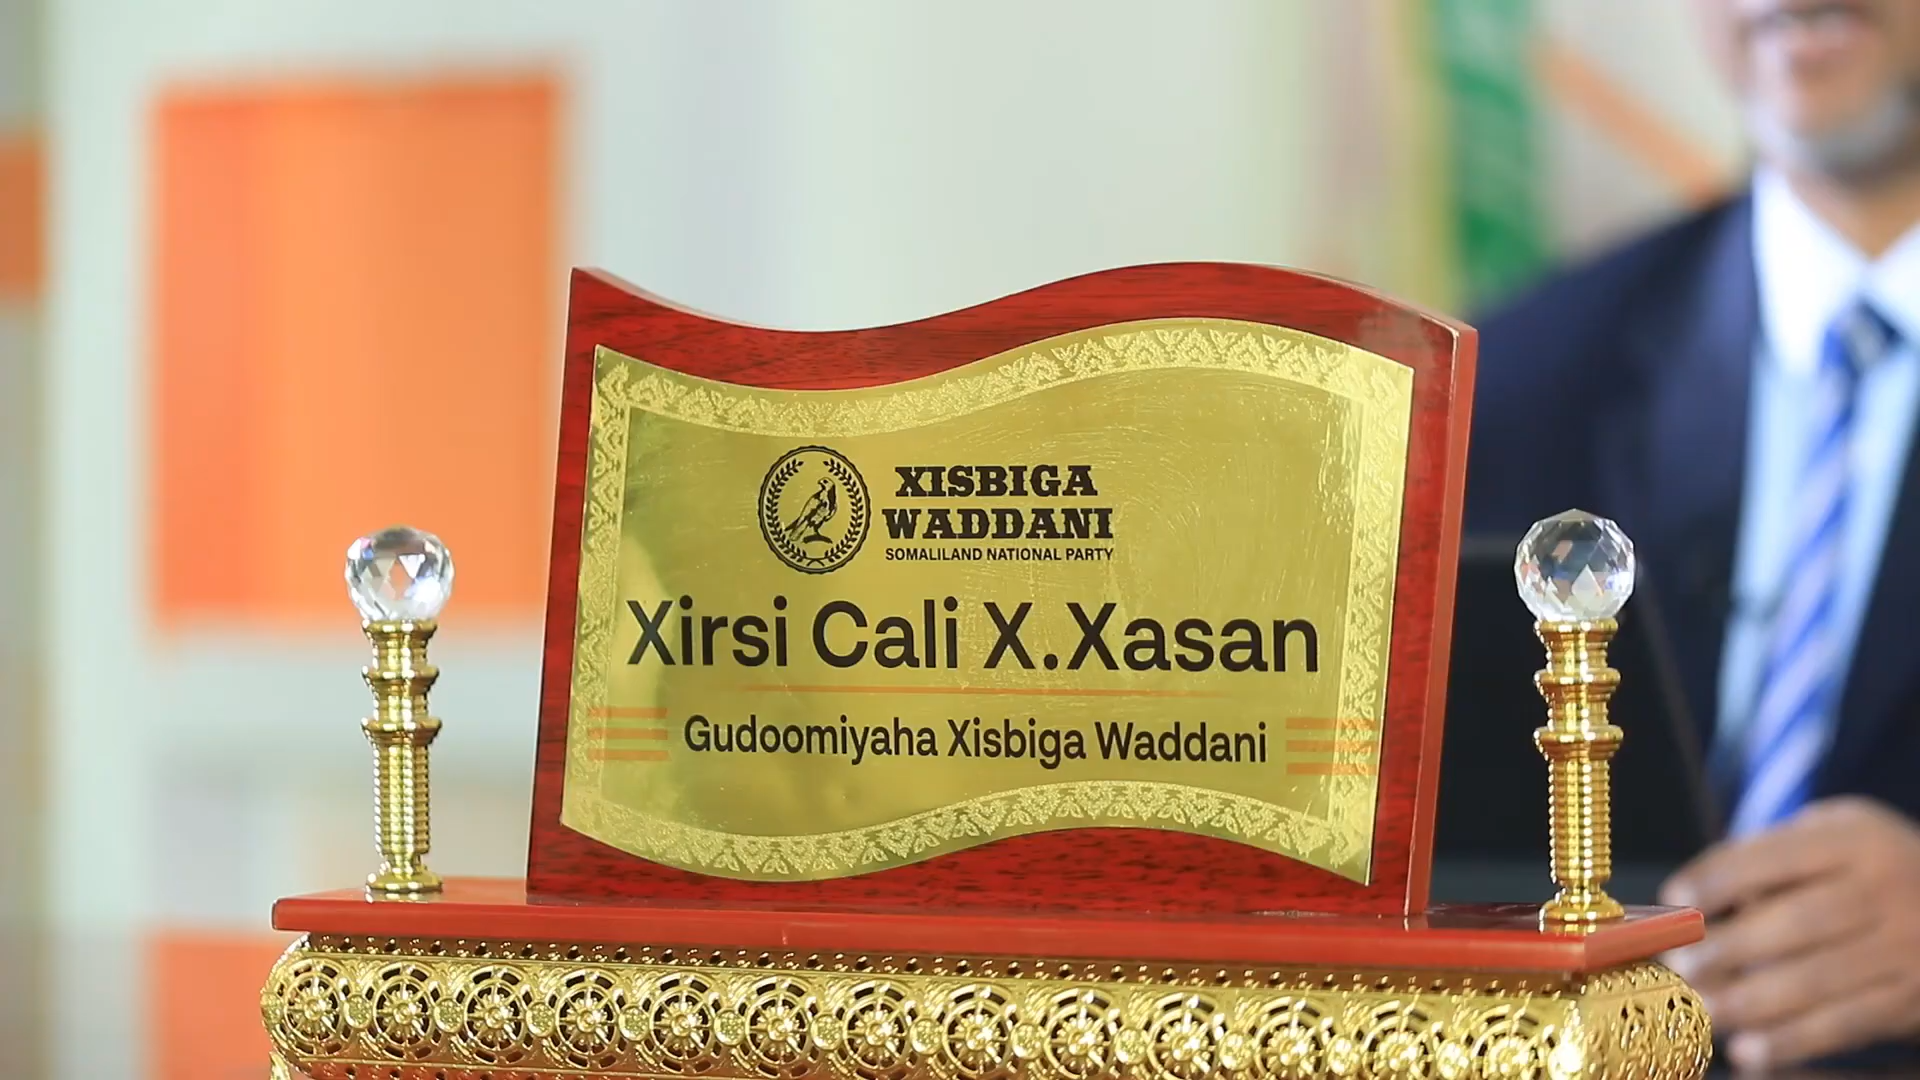 XISBIGA
WADDANI
SOMALILAND NATIONAL PARTY
Xirsi Cali X.Xasan
Gudoomiyaha Xisbiga Waddani